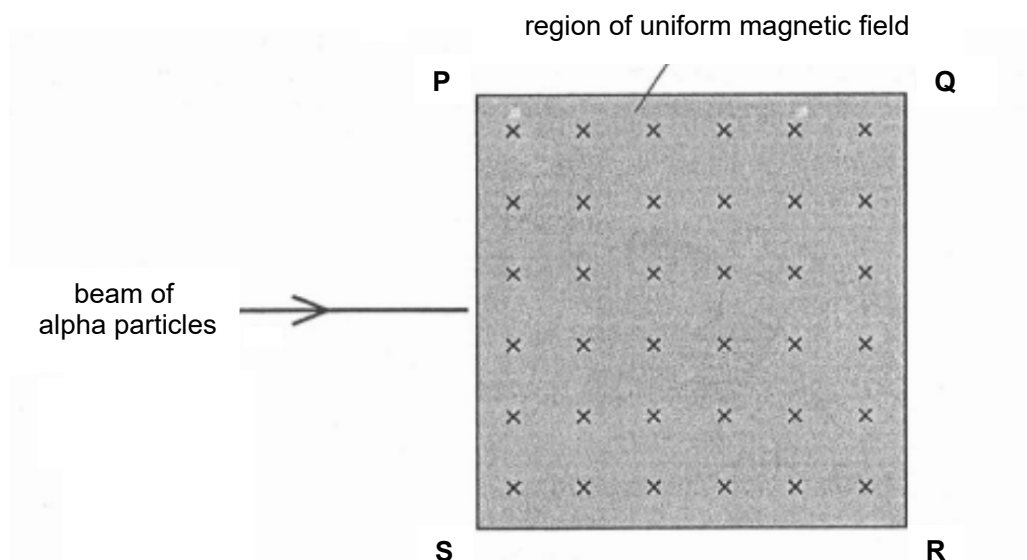 region of uniform magnetic field
P
Q
beam of
alpha particles
S
R